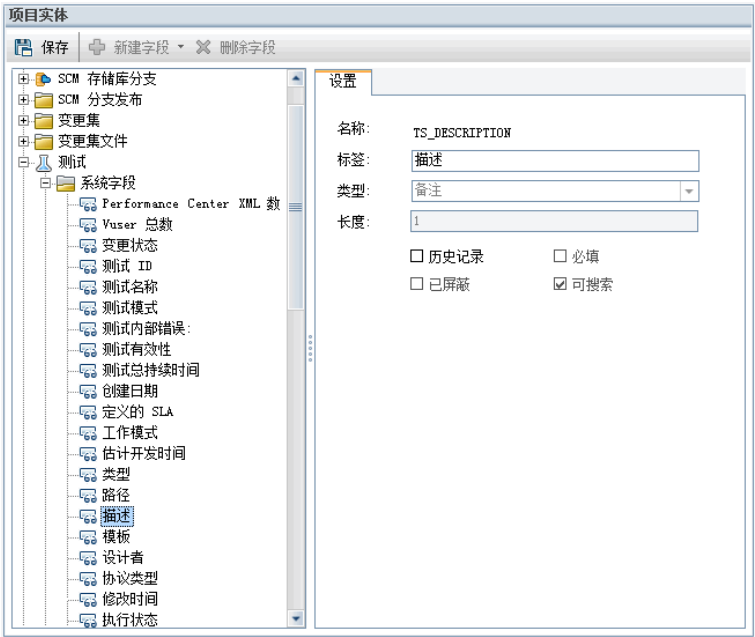 项目实体
保存 新建字段 删除字段
SCM 存储库分支
SCM 分支发布
变更集
变更集文件
测试
系统字段
Performance Center XML 数
Vuser 总数
变更状态
测试 ID
测试名称
测试模式
测试内部错误:
测试有效性
测试总持续时间
创建日期
定义的 SLA
工作模式
估计开发时间
类型
路径
描述
模板
设计者
协议类型
修改时间
执行状态
设置
名称: TS_DESCRIPTION
标签: 描述
类型: 备注
长度: 1
历史记录 必填
已屏蔽 可搜索